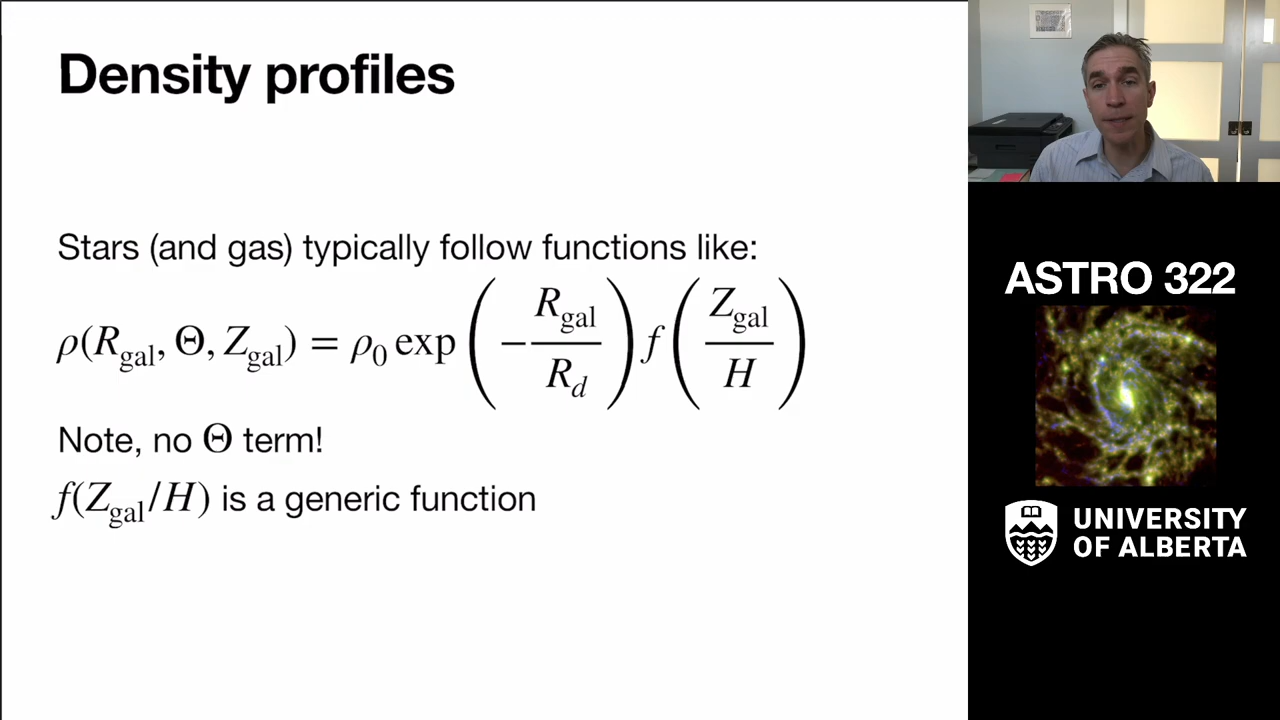 Density profiles
Stars (and gas) typically follow functions like:
ρ(R_gal, Θ, Z_gal) = ρ_0 exp(−R_gal/R_d) f(Z_gal/H)
Note, no Θ term!
f(Z_gal/H) is a generic function
ASTRO 322
UNIVERSITY
OF ALBERTA